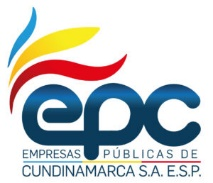 epc
EMPRESAS PÚBLICAS DE
CUNDINAMARCA S.A. E.S.P.